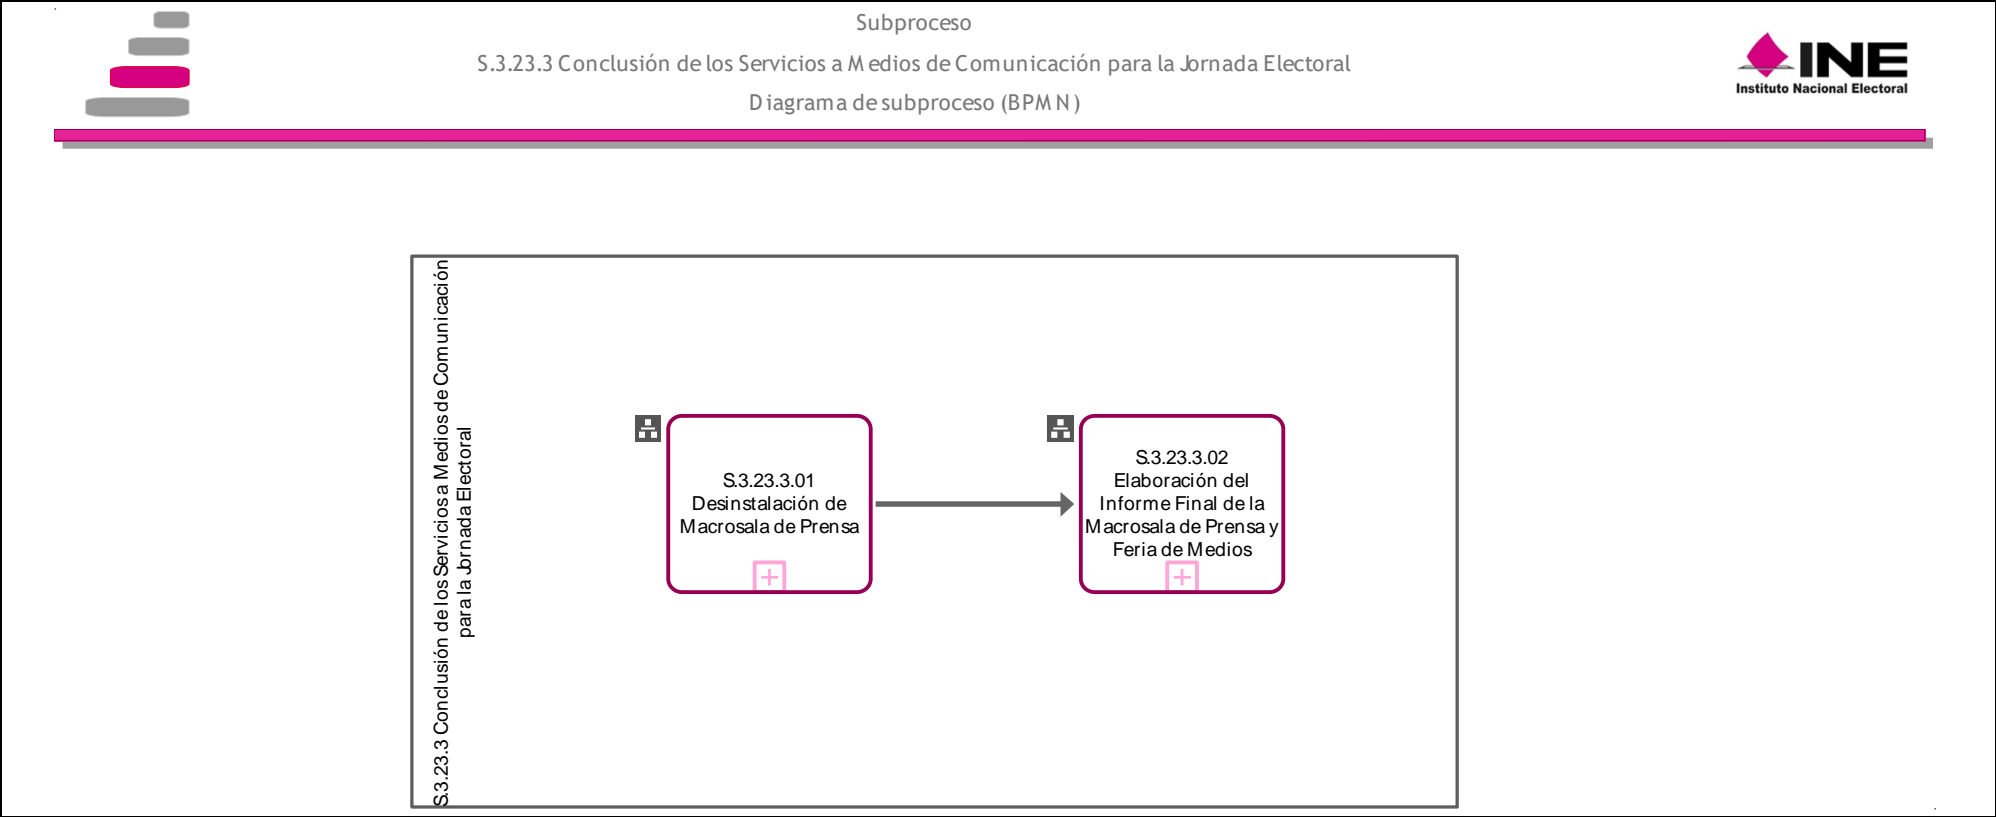 Subproceso
S.3.23.3 Conclusión de los Servicios a Medios de Comunicación para la Jornada Electoral
Diagrama de subproceso (BPMN)
INE
Instituto Nacional Electoral
S.3.23.3 Conclusión de los Servicios a Medios de Comunicación
para la Jornada Electoral
S.3.23.3.01
Desinstalación de
Macrosala de Prensa
S.3.23.3.02
Elaboración del
Informe Final de la
Macrosala de Prensa y
Feria de Medios